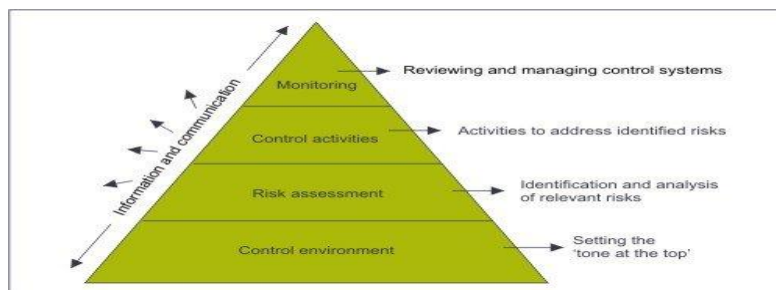 Information and communication
Monitoring
Reviewing and managing control systems
Control activities
Activities to address identified risks
Risk assessment
Identification and analysis
of relevant risks
Control environment
Setting the
'tone at the top'